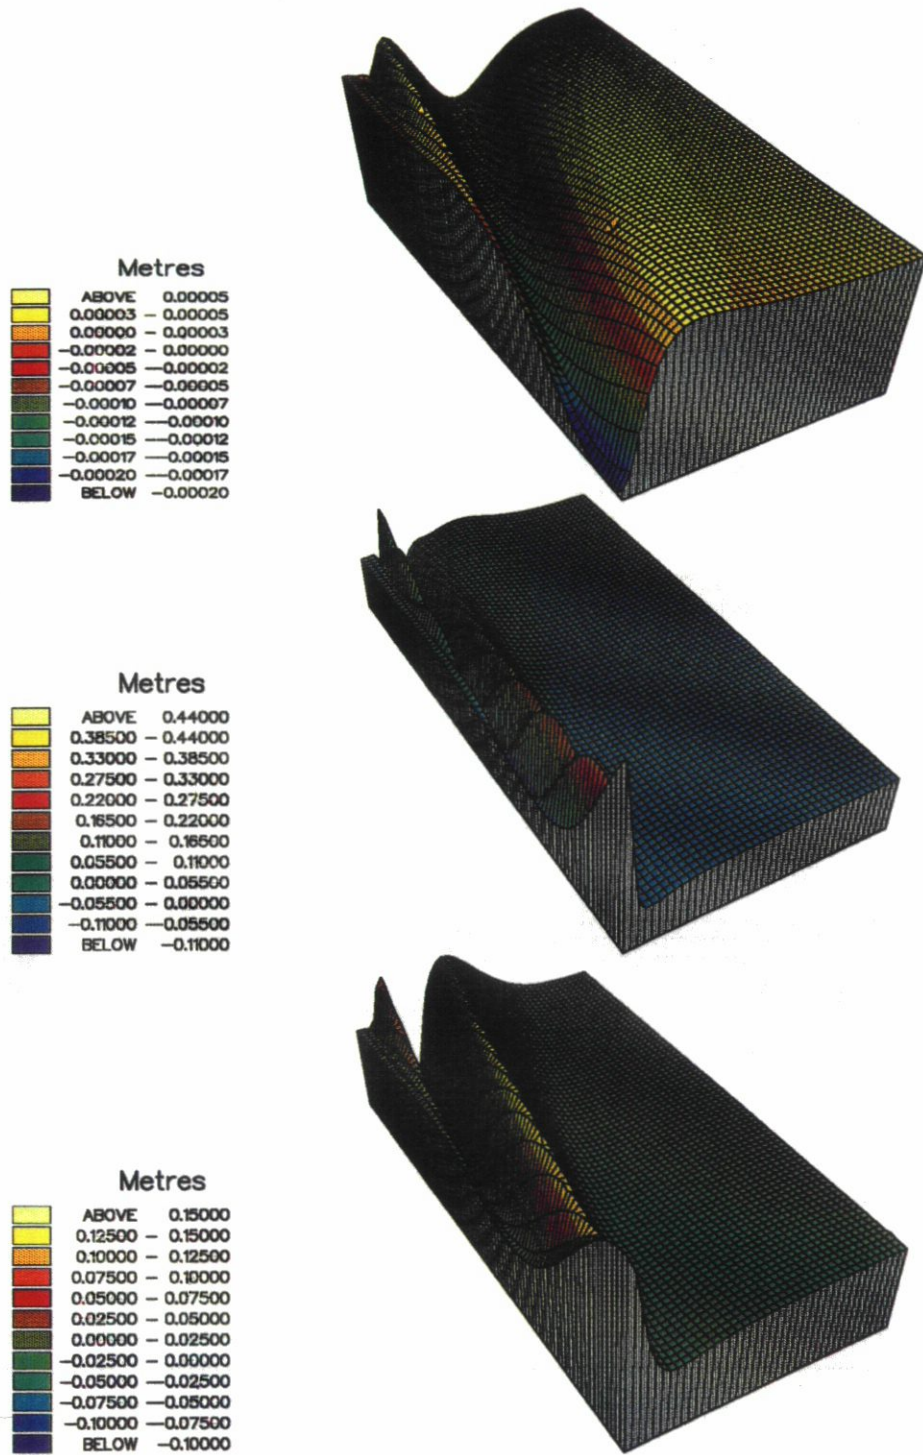 Metres
ABOVE 0.00005
0.00003 - 0.00005
0.00000 - 0.00003
-0.00002 - 0.00000
-0.00005 --0.00002
-0.00007 --0.00005
-0.00010 --0.00007
-0.00012 --0.00010
-0.00015 --0.00012
-0.00017 --0.00015
-0.00020 --0.00017
BELOW -0.00020
Metres
ABOVE 0.44000
0.38500 - 0.44000
0.33000 - 0.38500
0.27500 - 0.33000
0.22000 - 0.27500
0.16500 - 0.22000
0.11000 - 0.16500
0.05500 - 0.11000
0.00000 - 0.05500
-0.05500 - 0.00000
-0.11000 --0.05500
BELOW -0.11000
Metres
ABOVE 0.15000
0.12500 - 0.15000
0.10000 - 0.12500
0.07500 - 0.10000
0.05000 - 0.07500
0.02500 - 0.05000
0.00000 - 0.02500
-0.02500 - 0.00000
-0.05000 --0.02500
-0.07500 --0.05000
-0.10000 --0.07500
BELOW -0.10000